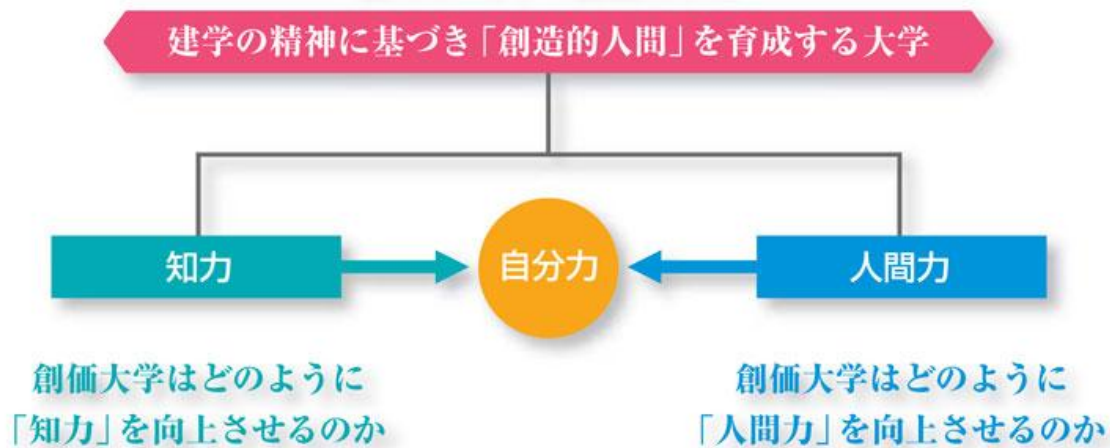 建学の精神に基づき「創造的人間」を育成する大学
知力
自分力
人間力
創価大学はどのように
「知力」を向上させるのか
創価大学はどのように
「人間力」を向上させるのか